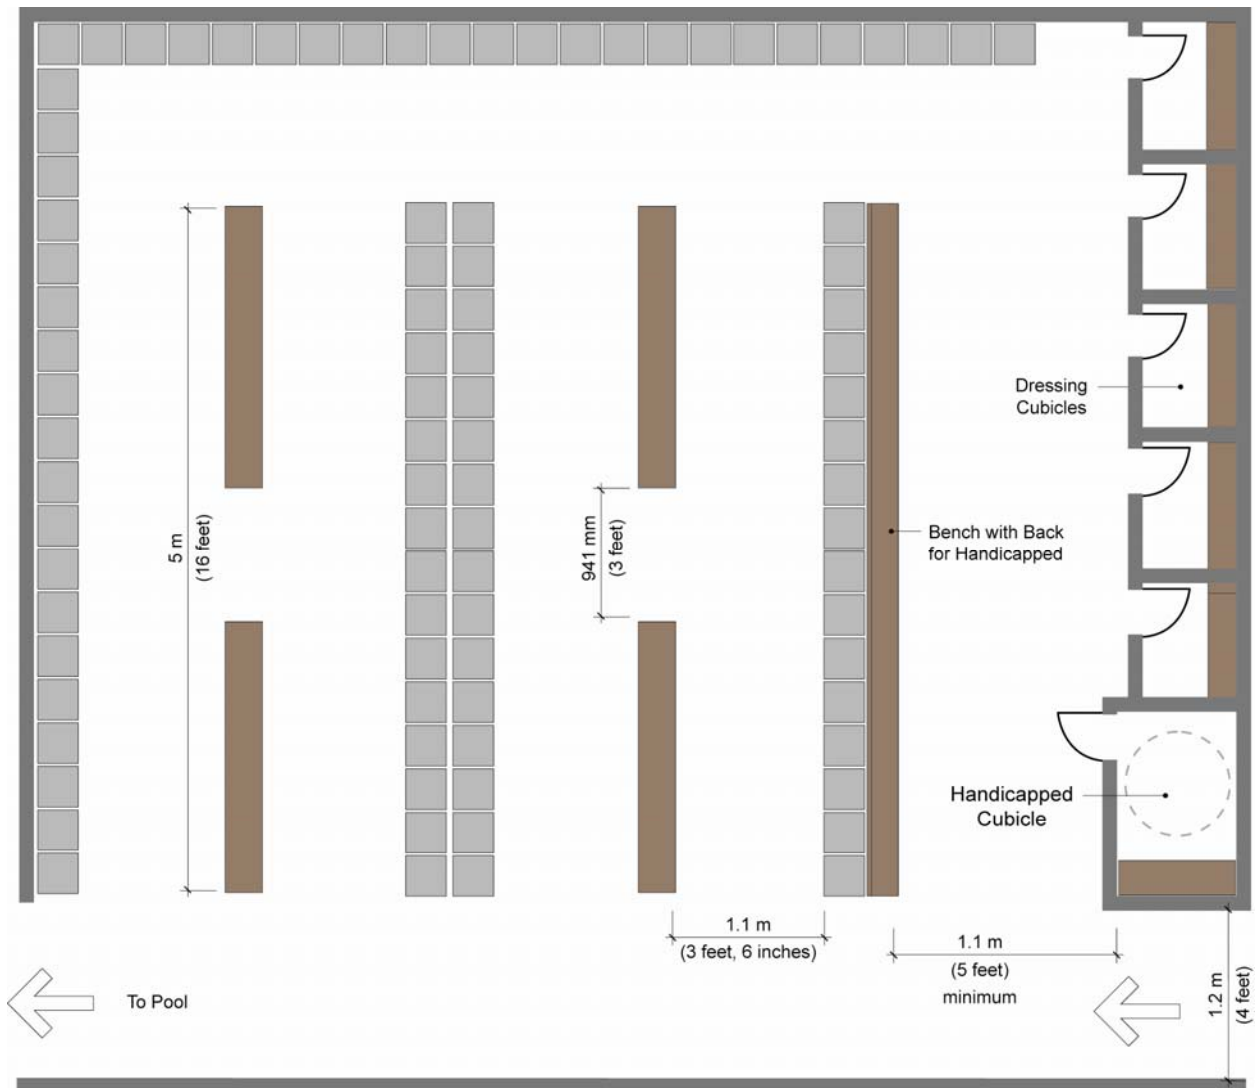 Dressing
Cubicles
5 m
(16 feet)
941 mm
(3 feet)
Bench with Back
for Handicapped
Handicapped
Cubicle
1.1 m
(3 feet, 6 inches)
1.1 m
(5 feet)
minimum
1.2 m
(4 feet)
To Pool